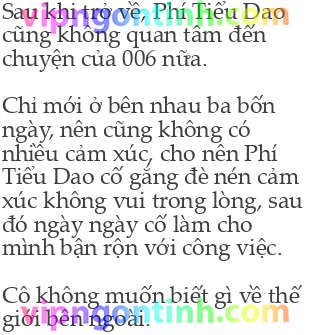 Sau khi trở về, Phí Tiểu Dao
cũng không quan tâm đến
chuyện của 006 nữa.
Chỉ mới ở bên nhau ba bốn
ngày, nên cũng không có
nhiều cảm xúc, cho nên Phí
Tiểu Dao cố gắng đè nén cảm
xúc không vui trong lòng, sau
đó ngày ngày cố làm cho
mình bận rộn với công việc.
Cô không muốn biết gì về thế
giới bên ngoài.
vipngontinh.com
vipngontinh.com